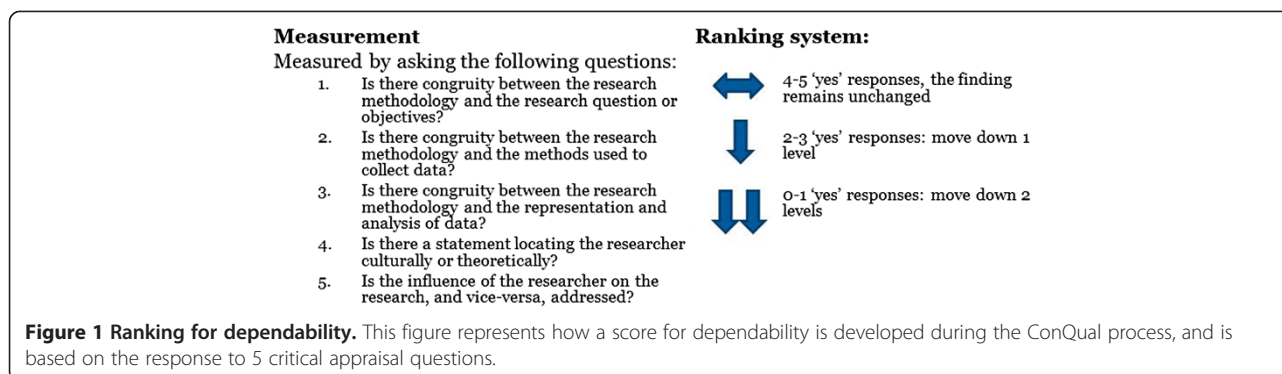 Measurement
Measured by asking the following questions:
1. Is there congruity between the research
methodology and the research question or
objectives?
2. Is there congruity between the research
methodology and the methods used to
collect data?
3. Is there congruity between the research
methodology and the representation and
analysis of data?
4. Is there a statement locating the researcher
culturally or theoretically?
5. Is the influence of the researcher on the
research, and vice-versa, addressed?
Ranking system:
4-5 ‘yes’ responses, the finding
remains unchanged
2-3 ‘yes’ responses: move down 1
level
0-1 ‘yes’ responses: move down 2
levels
Figure 1 Ranking for dependability. This figure represents how a score for dependability is developed during the ConQual process, and is
based on the response to 5 critical appraisal questions.